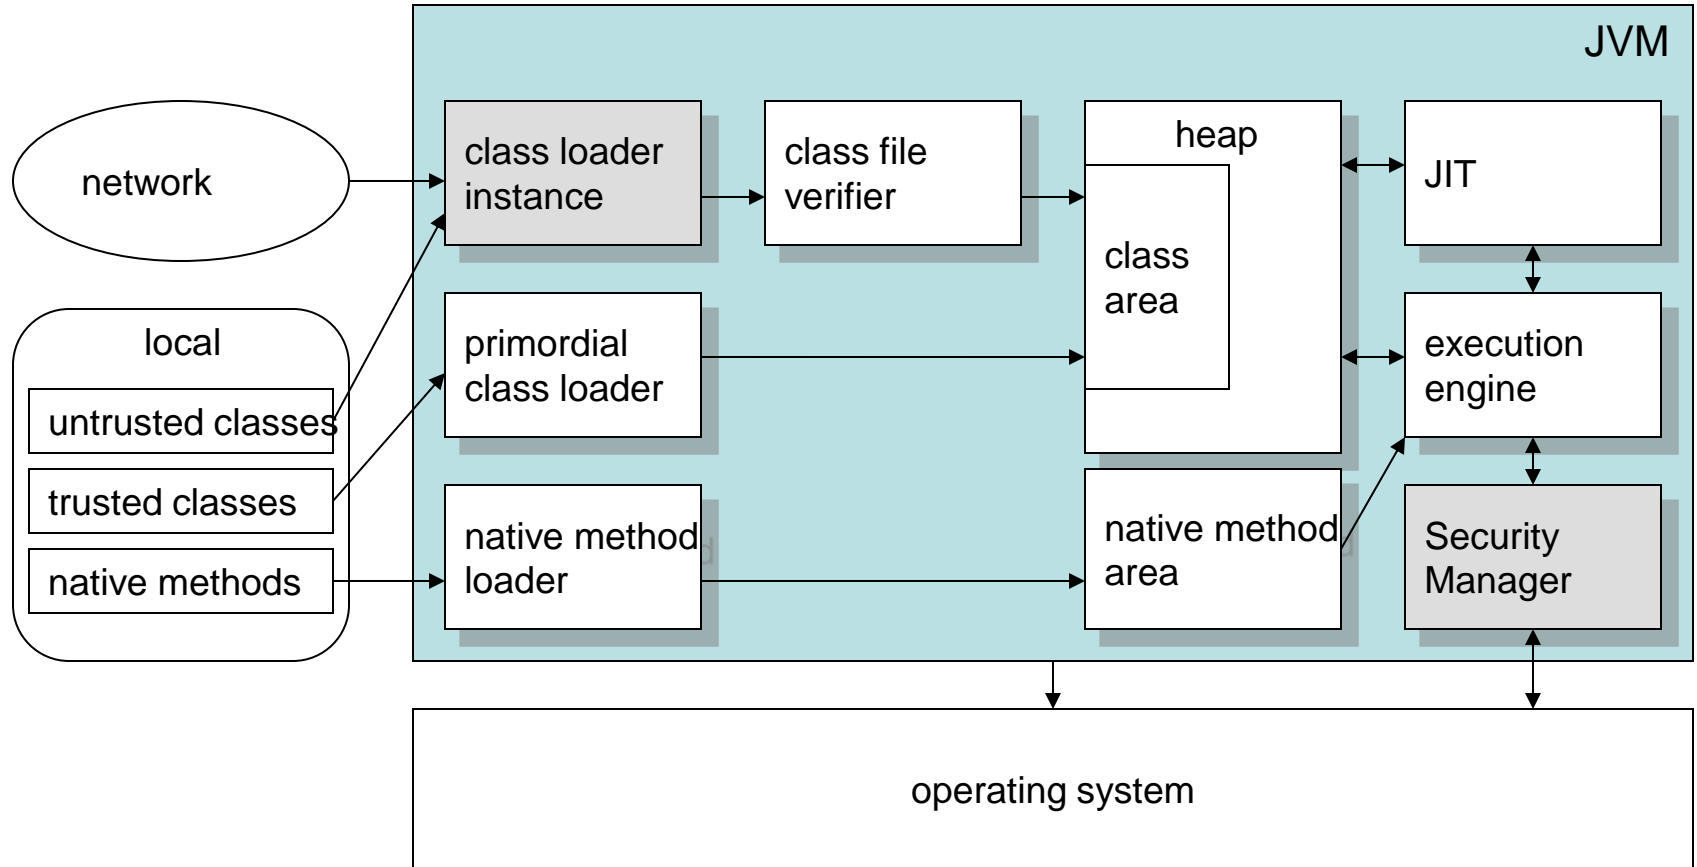 JVM
network
class loader
instance
class file
verifier
heap
class
area
JIT
local
untrusted classes
trusted classes
native methods
primordial
class loader
execution
engine
native method
loader
native method
area
Security
Manager
operating system